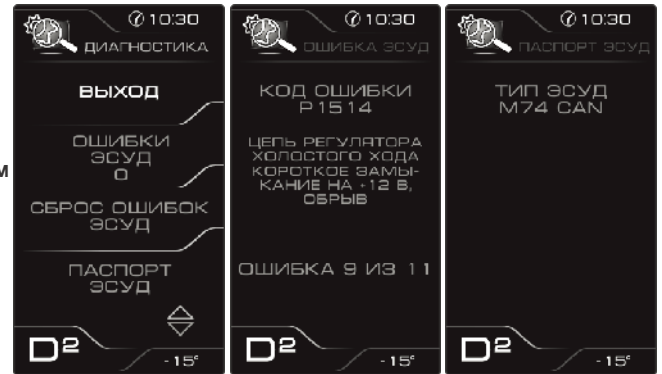 10:30
ДИАГНОСТИКА
ВЫХОД
ОШИБКИ
ЭСУД
0
СБРОС ОШИБОК
ЭСУД
ПАСПОРТ
ЭСУД
D²
-15°
10:30
ОШИБКА ЭСУД
КОД ОШИБКИ
P1514
ЦЕПЬ РЕГУЛЯТОРА
ХОЛОСТОГО ХОДА
КОРОТКОЕ ЗАМЫ-
КАНИЕ НА +12 В,
ОБРЫВ
ОШИБКА 9 ИЗ 11
D²
-15°
10:30
ПАСПОРТ ЭСУД
ТИП ЭСУД
M74 CAN
D²
-15°
м